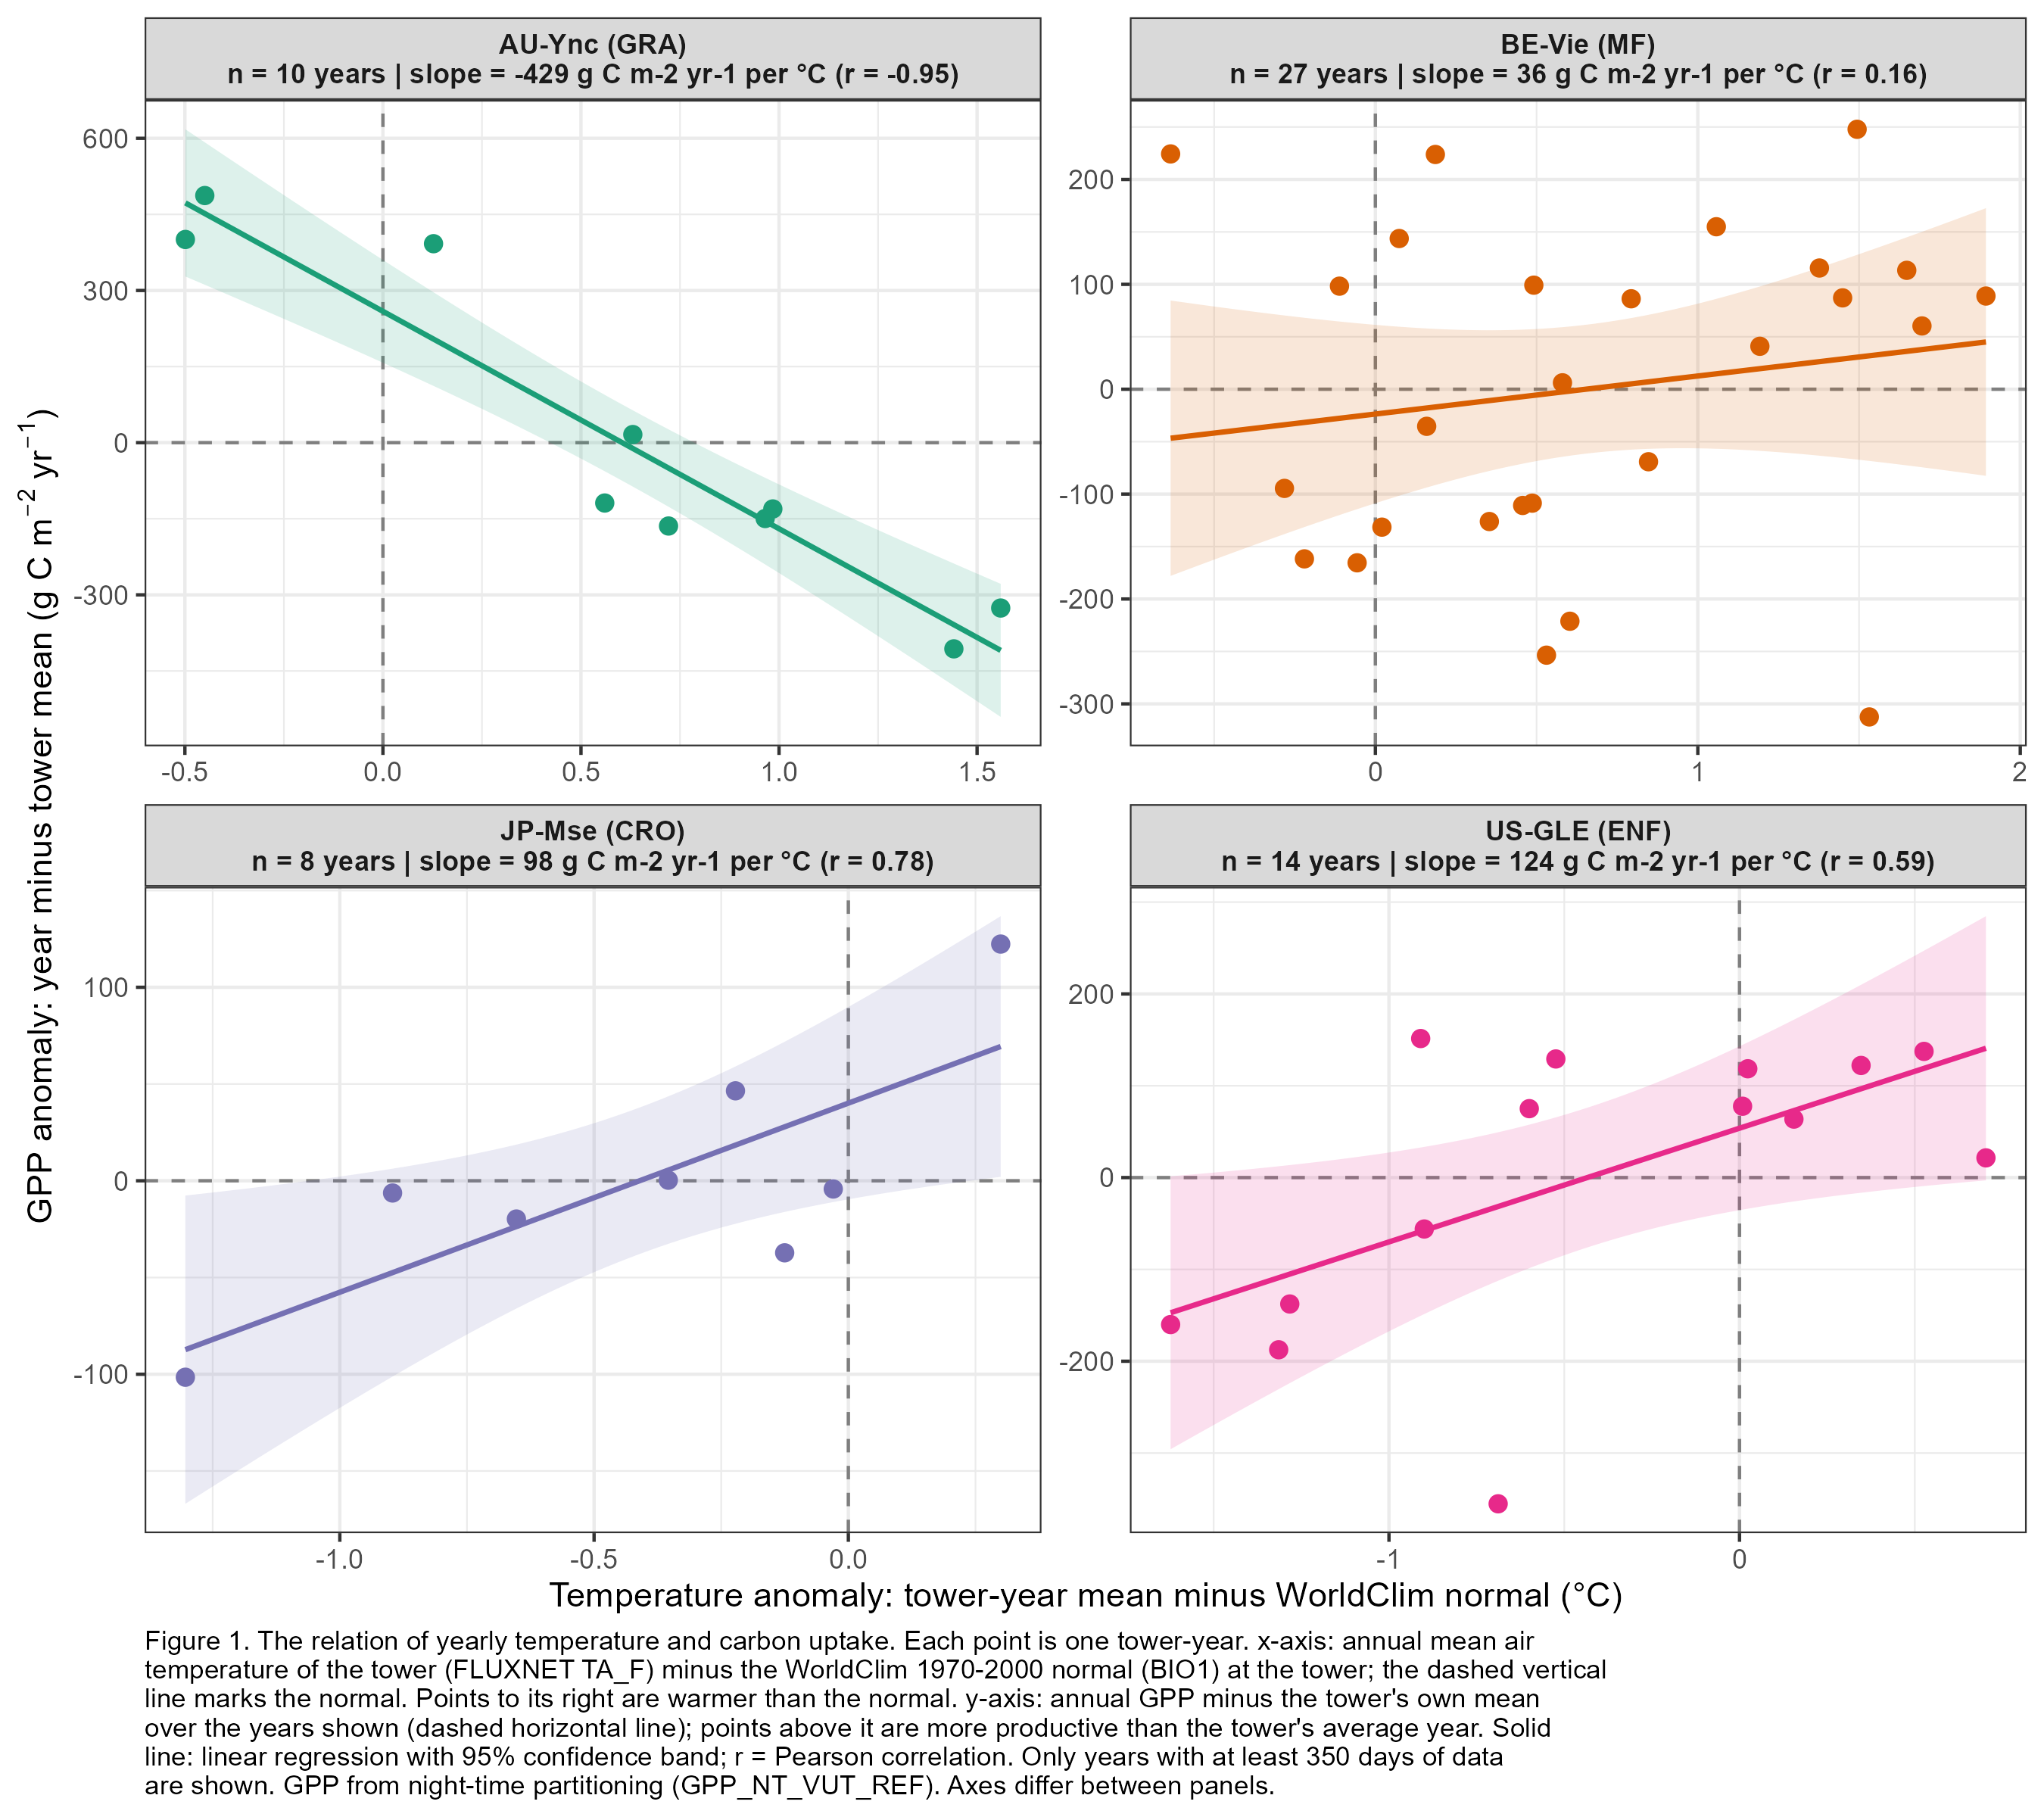 AU-Ync (GRA)
n = 10 years | slope = -429 g C m-2 yr-1 per °C (r = -0.95)
BE-Vie (MF)
n = 27 years | slope = 36 g C m-2 yr-1 per °C (r = 0.16)
600
300
0
-300
-0.5 0.0 0.5 1.0 1.5
200
100
0
-100
-200
-300
0 1 2
JP-Mse (CRO)
n = 8 years | slope = 98 g C m-2 yr-1 per °C (r = 0.78)
US-GLE (ENF)
n = 14 years | slope = 124 g C m-2 yr-1 per °C (r = 0.59)
100
0
-100
-1.0 -0.5 0.0
200
0
-200
-1 0
GPP anomaly: year minus tower mean (g C m⁻² yr⁻¹)
Temperature anomaly: tower-year mean minus WorldClim normal (°C)
Figure 1. The relation of yearly temperature and carbon uptake. Each point is one tower-year. x-axis: annual mean air
temperature of the tower (FLUXNET TA_F) minus the WorldClim 1970-2000 normal (BIO1) at the tower; the dashed vertical
line marks the normal. Points to its right are warmer than the normal. y-axis: annual GPP minus the tower's own mean
over the years shown (dashed horizontal line); points above it are more productive than the tower's average year. Solid
line: linear regression with 95% confidence band; r = Pearson correlation. Only years with at least 350 days of data
are shown. GPP from night-time partitioning (GPP_NT_VUT_REF). Axes differ between panels.